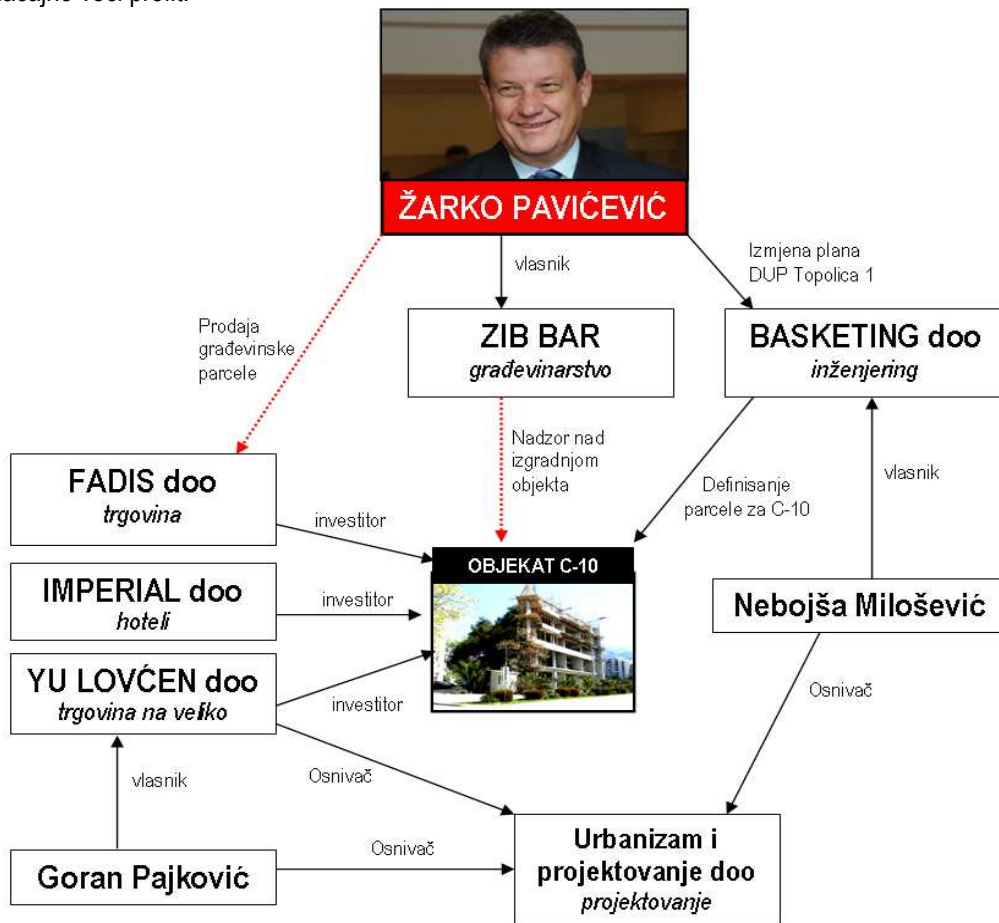 veći profit.
ŽARKO PAVIĆEVIĆ
vlasnik
Izmjena plana
DUP Topolica 1
Prodaja
građevinske
parcele
ZIB BAR
građevinarstvo
BASKETING doo
inženjering
Nadzor nad
izgradnjom
objekta
Definisanje
parcele za C-10
vlasnik
FADIS doo
trgovina
investitor
OBJEKAT C-10
IMPERIAL doo
hoteli
investitor
Nebojša Milošević
YU LOVĆEN doo
trgovina na veliko
investitor
Osnivač
vlasnik
Osnivač
Goran Pajković
Osnivač
Urbanizam i
projektovanje doo
projektovanje